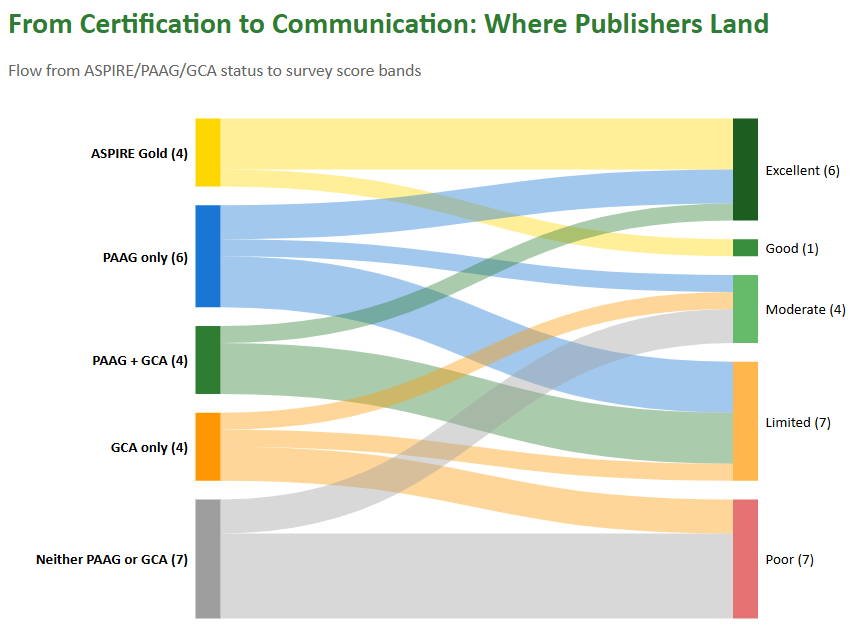 From Certification to Communication: Where Publishers Land
Flow from ASPIRE/PAAG/GCA status to survey score bands
ASPIRE Gold (4)
PAAG only (6)
PAAG + GCA (4)
GCA only (4)
Neither PAAG or GCA (7)
Excellent (6)
Good (1)
Moderate (4)
Limited (7)
Poor (7)